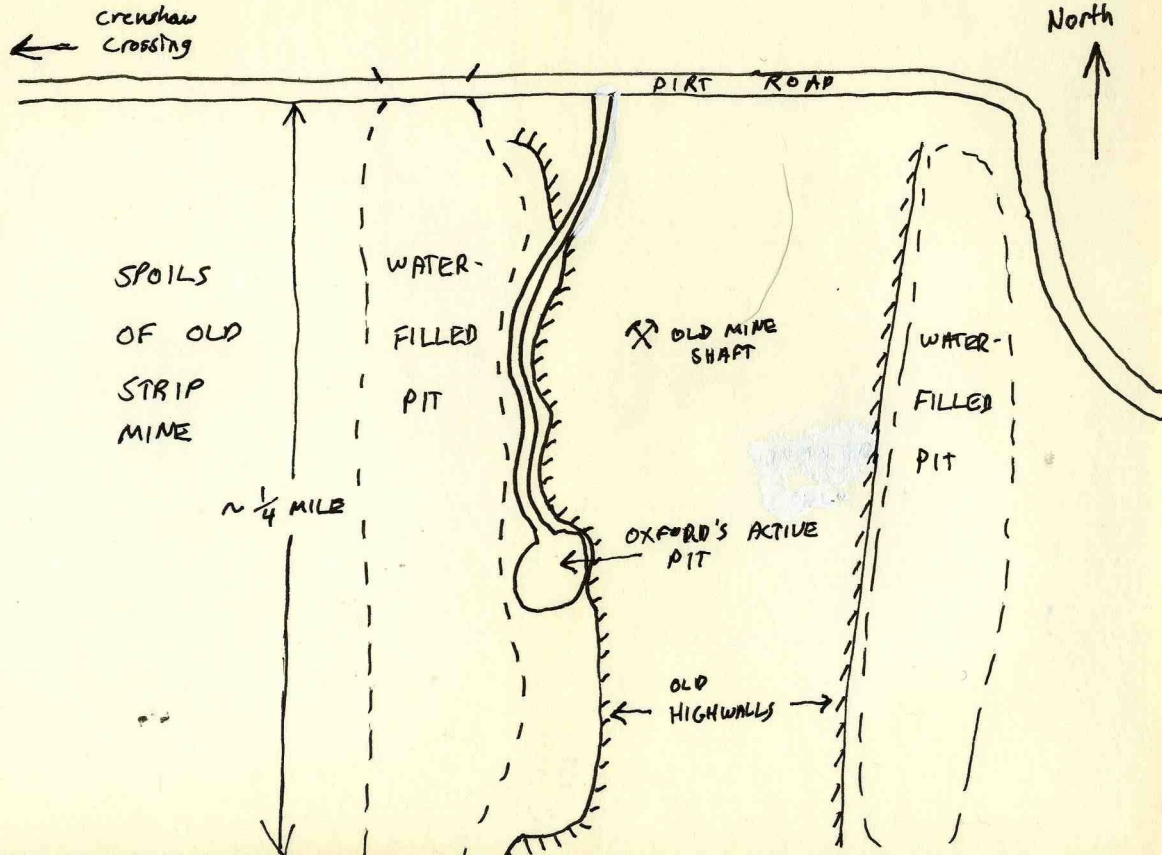 Crenshaw
Crossing
North
DIRT ROAD
SPOILS
OF OLD
STRIP
MINE
WATER-
FILLED
PIT
OLD MINE
SHAFT
WATER-
FILLED
PIT
~ 1/4 MILE
OXFORD'S ACTIVE
PIT
OLD
HIGHWALLS